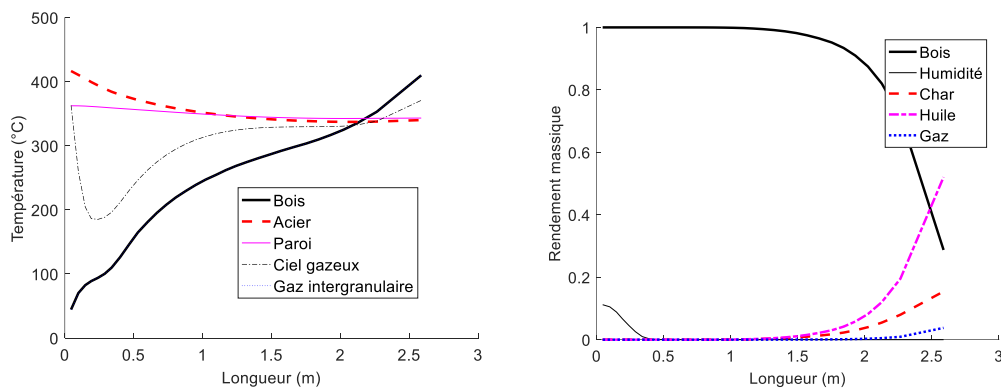 500
400
300
200
100
0
Température (°C)
Bois
Acier
Paroi
Ciel gazeux
Gaz intergranulaire
0
0.5
1
1.5
2
2.5
3
Longueur (m)
1
0.8
0.6
0.4
0.2
0
Rendement massique
Bois
Humidité
Char
Huile
Gaz
0
0.5
1
1.5
2
2.5
3
Longueur (m)